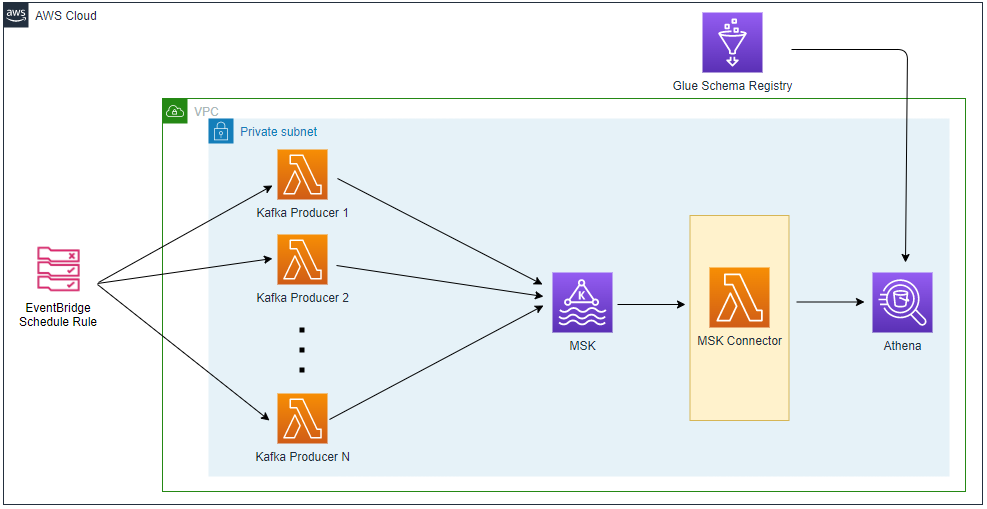 aws
AWS Cloud
Glue Schema Registry
VPC
Private subnet
Kafka Producer 1
Kafka Producer 2
EventBridge
Schedule Rule
K
MSK
MSK Connector
Athena
Kafka Producer N